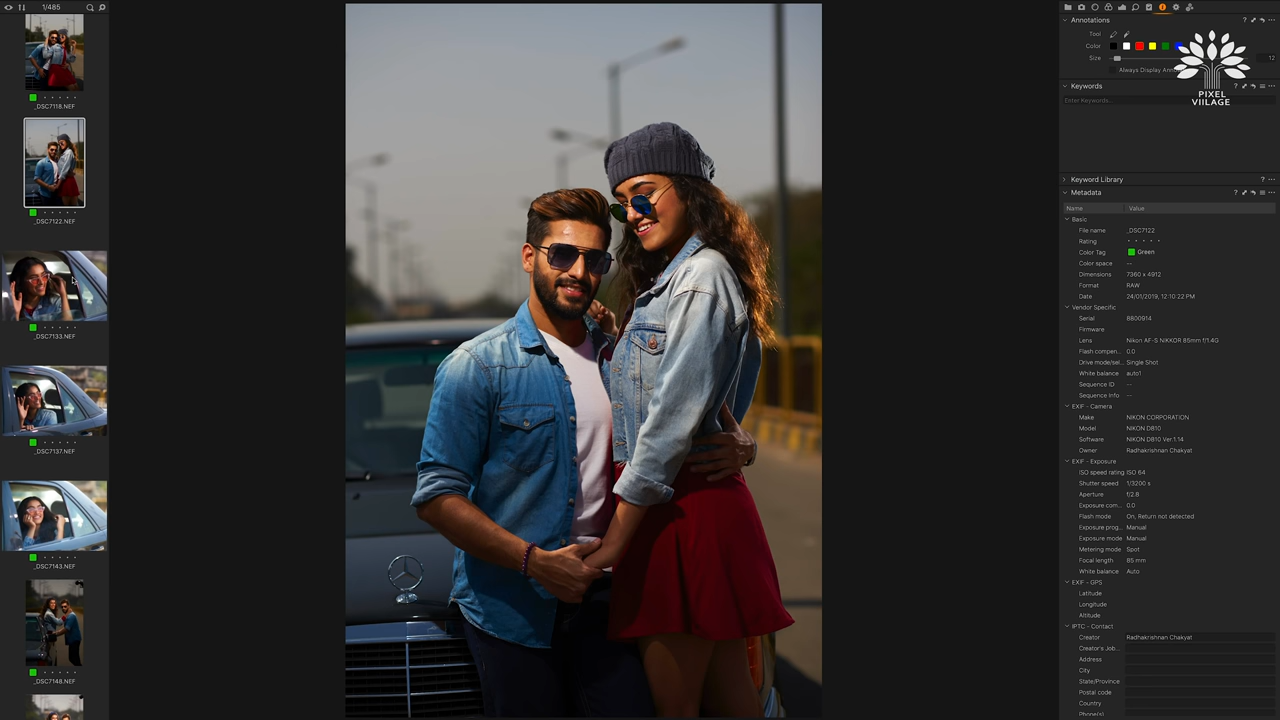 1/485
_DSC7118.NEF
_DSC7122.NEF
_DSC7133.NEF
_DSC7137.NEF
_DSC7143.NEF
_DSC7148.NEF
Annotations
Tool
Color
Size 12
Always Display Ann
PIXEL
VIILAGE
Keywords
Enter Keywords...
Keyword Library
Metadata
Name Value
Basic
File name _DSC7122
Rating
Color Tag Green
Color space --
Dimensions 7360 x 4912
Format RAW
Date 24/01/2019, 12:10:22 PM
Vendor Specific
Serial 8800914
Firmware
Lens Nikon AF-S NIKKOR 85mm f/1.4G
Flash compen... 0.0
Drive mode/sel... Single Shot
White balance auto1
Sequence ID --
Sequence Info --
EXIF - Camera
Make NIKON CORPORATION
Model NIKON D810
Software NIKON D810 Ver.1.14
Owner Radhakrishnan Chakyat
EXIF - Exposure
ISO speed rating ISO 64
Shutter speed 1/3200 s
Aperture f/2.8
Exposure com... 0.0
Flash mode On, Return not detected
Exposure prog... Manual
Exposure mode Manual
Metering mode Spot
Focal length 85 mm
White balance Auto
EXIF - GPS
Latitude
Longitude
Altitude
IPTC - Contact
Creator Radhakrishnan Chakyat
Creator's Job...
Address
City
State/Province
Postal code
Country
Phone(s)